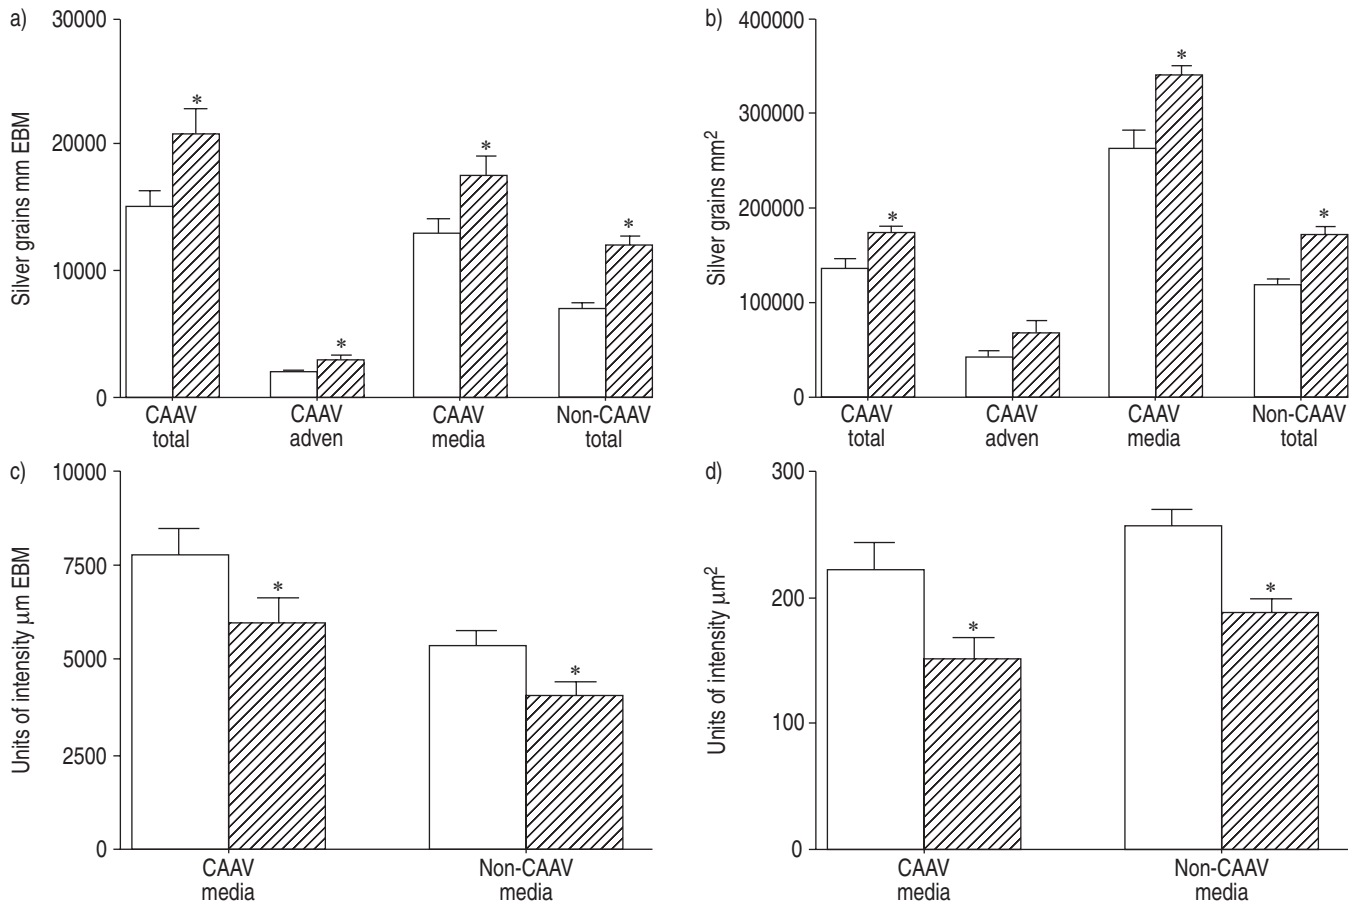 a)
30000
20000
10000
0
Silver grains mm EBM
*
*
*
*
CAAV
total
CAAV
adven
CAAV
media
Non-CAAV
total
b)
400000
300000
200000
100000
0
Silver grains mm²
*
*
*
CAAV
total
CAAV
adven
CAAV
media
Non-CAAV
total
c)
10000
7500
5000
2500
0
Units of intensity µm EBM
*
*
CAAV
media
Non-CAAV
media
d)
300
200
100
0
Units of intensity µm²
*
*
CAAV
media
Non-CAAV
media